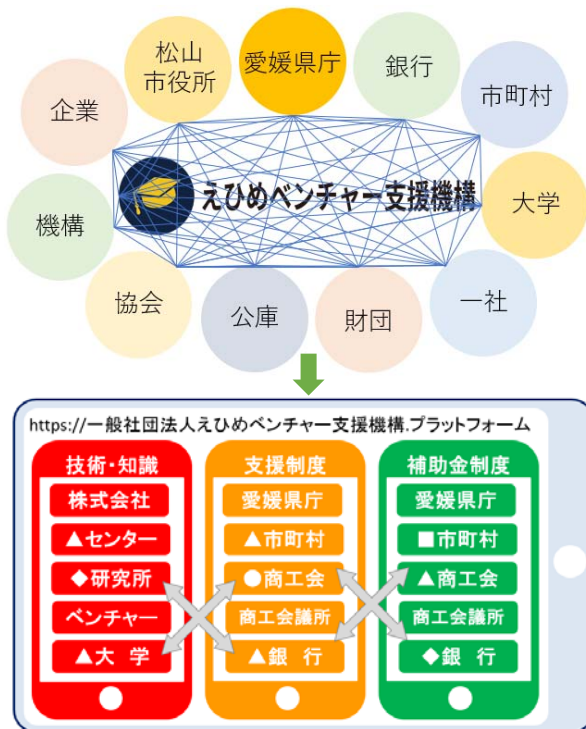 松山
市役所
愛媛県庁
銀行
企業
市町村
えひめベンチャー支援機構
機構
大学
協会
公庫
財団
一社
https://一般社団法人えひめベンチャー支援機構.プラットフォーム
技術・知識
株式会社
▲センター
◆研究所
ベンチャー
▲大 学
支援制度
愛媛県庁
▲市町村
●商工会
商工会議所
▲銀 行
補助金制度
愛媛県庁
■市町村
▲商工会
商工会議所
◆銀 行